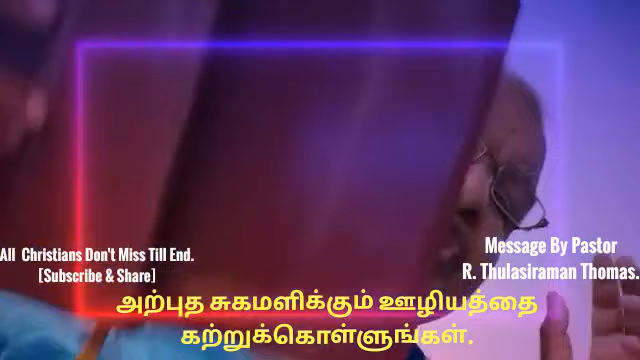 All Christians Don't Miss Till End.
[Subscribe & Share]
Message By Pastor
R. Thulasiraman Thomas.
அற்புத சுகமளிக்கும் ஊழியத்தை
கற்றுக்கொள்ளுங்கள்.